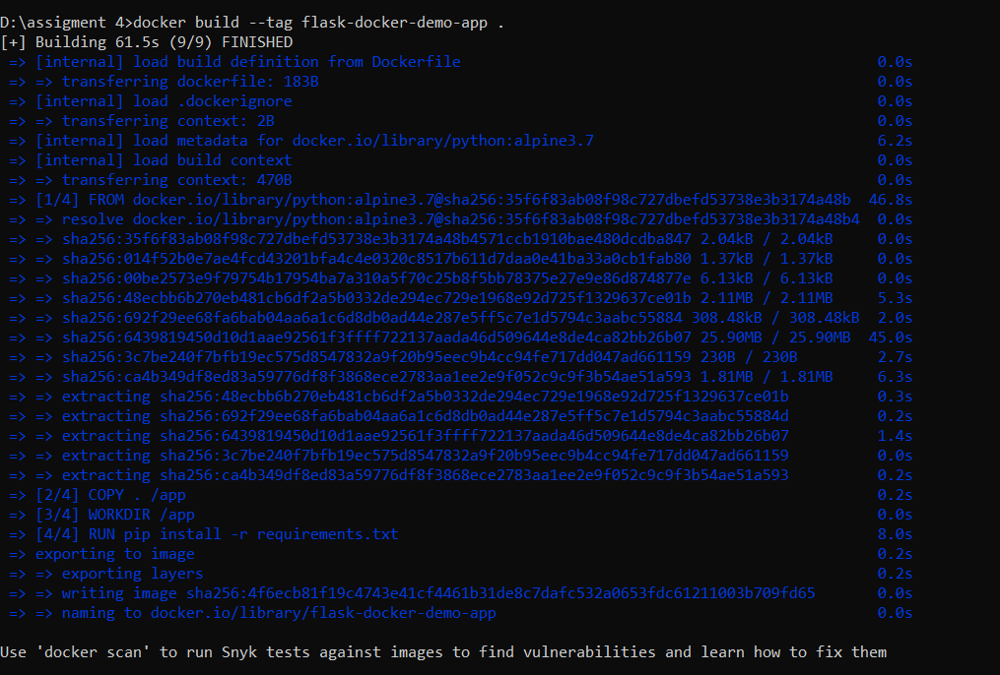 D:\assigment 4>docker build --tag flask-docker-demo-app .
[+] Building 61.5s (9/9) FINISHED
=> [internal] load build definition from Dockerfile 0.0s
=> => transferring dockerfile: 183B 0.0s
=> [internal] load .dockerignore 0.0s
=> => transferring context: 2B 0.0s
=> [internal] load metadata for docker.io/library/python:alpine3.7 6.2s
=> [internal] load build context 0.0s
=> => transferring context: 470B 0.0s
=> [1/4] FROM docker.io/library/python:alpine3.7@sha256:35f6f83ab08f98c727dbefd53738e3b3174a48b 46.8s
=> => resolve docker.io/library/python:alpine3.7@sha256:35f6f83ab08f98c727dbefd53738e3b3174a48b4 0.0s
=> => sha256:35f6f83ab08f98c727dbefd53738e3b3174a48b4571ccb1910bae480dcdba847 2.04kB / 2.04kB 0.0s
=> => sha256:014f52b0e7ae4fcd43201bfa4c4e0320c8517b611d7daa0e41ba33a0cb1fab80 1.37kB / 1.37kB 0.0s
=> => sha256:00be2573e9f79754b17954ba7a310a5f70c25b8f5bb78375e27e9e86d874877e 6.13kB / 6.13kB 0.0s
=> => sha256:48ecbb6b270eb481cb6df2a5b0332de294ec729e1968e92d725f1329637ce01b 2.11MB / 2.11MB 5.3s
=> => sha256:692f29ee68fa6bab04aa6a1c6d8db0ad44e287e5ff5c7e1d5794c3aabc55884 308.48kB / 308.48kB 2.0s
=> => sha256:6439819450d10d1aae92561f3ffff722137aada46d509644e8de4ca82bb26b07 25.90MB / 25.90MB 45.0s
=> => sha256:3c7be240f7bfb19ec575d8547832a9f20b95eec9b4cc94fe717dd047ad661159 230B / 230B 2.7s
=> => sha256:ca4b349df8ed83a59776df8f3868ece2783aa1ee2e9f052c9c9f3b54ae51a593 1.81MB / 1.81MB 6.3s
=> => extracting sha256:48ecbb6b270eb481cb6df2a5b0332de294ec729e1968e92d725f1329637ce01b 0.3s
=> => extracting sha256:692f29ee68fa6bab04aa6a1c6d8db0ad44e287e5ff5c7e1d5794c3aabc55884d 0.2s
=> => extracting sha256:6439819450d10d1aae92561f3ffff722137aada46d509644e8de4ca82bb26b07 1.4s
=> => extracting sha256:3c7be240f7bfb19ec575d8547832a9f20b95eec9b4cc94fe717dd047ad661159 0.0s
=> => extracting sha256:ca4b349df8ed83a59776df8f3868ece2783aa1ee2e9f052c9c9f3b54ae51a593 0.2s
=> [2/4] COPY . /app 0.2s
=> [3/4] WORKDIR /app 0.0s
=> [4/4] RUN pip install -r requirements.txt 8.0s
=> exporting to image 0.2s
=> => exporting layers 0.2s
=> => writing image sha256:4f6ecb81f19c4743e41cf4461b31de8c7dafc532a0653fdc61211003b709fd65 0.0s
=> => naming to docker.io/library/flask-docker-demo-app 0.0s
Use 'docker scan' to run Snyk tests against images to find vulnerabilities and learn how to fix them